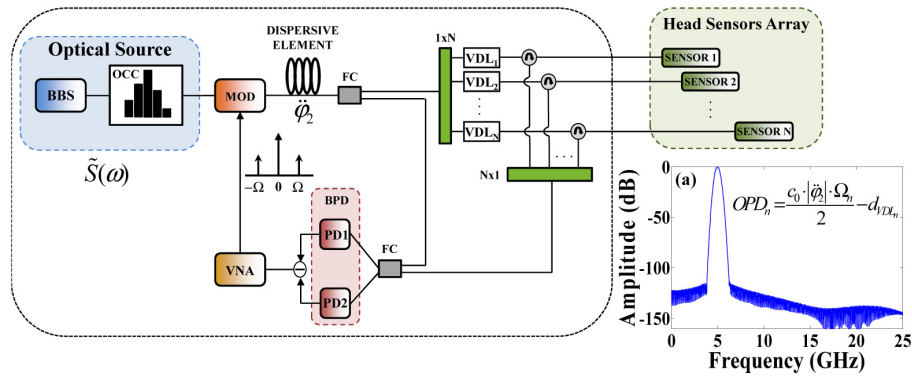 Optical Source
BBS
OCC
S̃(ω)
MOD
DISPERSIVE
ELEMENT
φ̈₂
FC
1xN
VDL₁
VDL₂
VDL_N
Head Sensors Array
SENSOR 1
SENSOR 2
SENSOR N
Nx1
−Ω 0 Ω
BPD
PD1
PD2
FC
VNA
(a)
OPDₙ = c₀·|φ̈₂|·Ωₙ / 2 − d_VDLₙ
Amplitude (dB)
0
-50
-100
-150
0 5 10 15 20 25
Frequency (GHz)